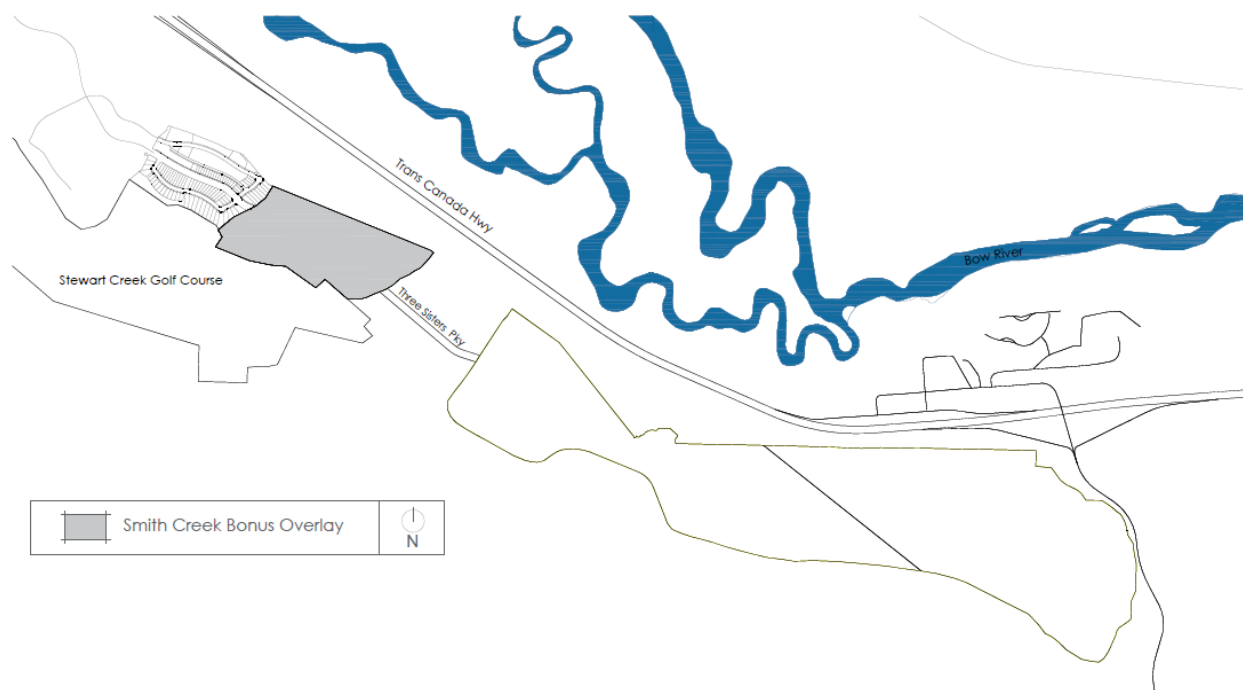 Trans Canada Hwy
Bow River
Stewart Creek Golf Course
Three Sisters Pky
Smith Creek Bonus Overlay
N